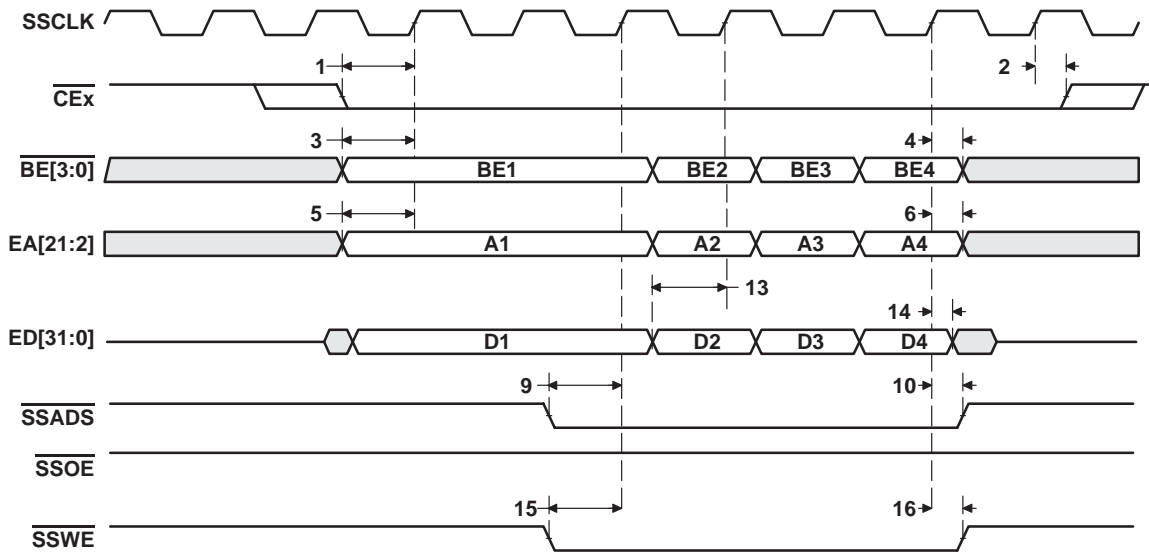 SSCLK
1
2
CEx
3
4
BE[3:0]
BE1
BE2
BE3
BE4
5
6
EA[21:2]
A1
A2
A3
A4
13
14
ED[31:0]
D1
D2
D3
D4
9
10
SSADS
SSOE
15
16
SSWE